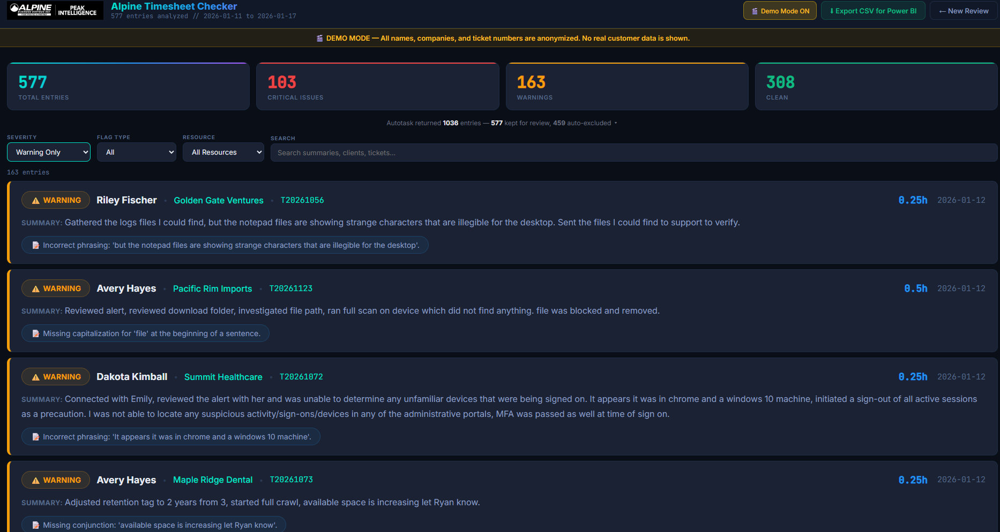 ALPINE
BUSINESS SYSTEMS, INC
PEAK
INTELLIGENCE
Alpine Timesheet Checker
577 entries analyzed // 2026-01-11 to 2026-01-17
Demo Mode ON
⬇ Export CSV for Power BI
← New Review
DEMO MODE — All names, companies, and ticket numbers are anonymized. No real customer data is shown.
577
TOTAL ENTRIES
103
CRITICAL ISSUES
163
WARNINGS
308
CLEAN
Autotask returned 1036 entries — 577 kept for review, 459 auto-excluded
SEVERITY
Warning Only
FLAG TYPE
All
RESOURCE
All Resources
SEARCH
Search summaries, clients, tickets...
163 entries
WARNING Riley Fischer • Golden Gate Ventures • T20261056 0.25h 2026-01-12
SUMMARY: Gathered the logs files I could find, but the notepad files are showing strange characters that are illegible for the desktop. Sent the files I could find to support to verify.
Incorrect phrasing: 'but the notepad files are showing strange characters that are illegible for the desktop'.
WARNING Avery Hayes • Pacific Rim Imports • T20261123 0.5h 2026-01-12
SUMMARY: Reviewed alert, reviewed download folder, investigated file path, ran full scan on device which did not find anything. file was blocked and removed.
Missing capitalization for 'file' at the beginning of a sentence.
WARNING Dakota Kimball • Summit Healthcare • T20261072 0.25h 2026-01-12
SUMMARY: Connected with Emily, reviewed the alert with her and was unable to determine any unfamiliar devices that were being signed on. It appears it was in chrome and a windows 10 machine, initiated a sign-out of all active sessions
as a precaution. I was not able to locate any suspicious activity/sign-ons/devices in any of the administrative portals, MFA was passed as well at time of sign on.
Incorrect phrasing: 'It appears it was in chrome and a windows 10 machine'.
WARNING Avery Hayes • Maple Ridge Dental • T20261073 0.25h 2026-01-12
SUMMARY: Adjusted retention tag to 2 years from 3, started full crawl, available space is increasing let Ryan know.
Missing conjunction: 'available space is increasing let Ryan know'.